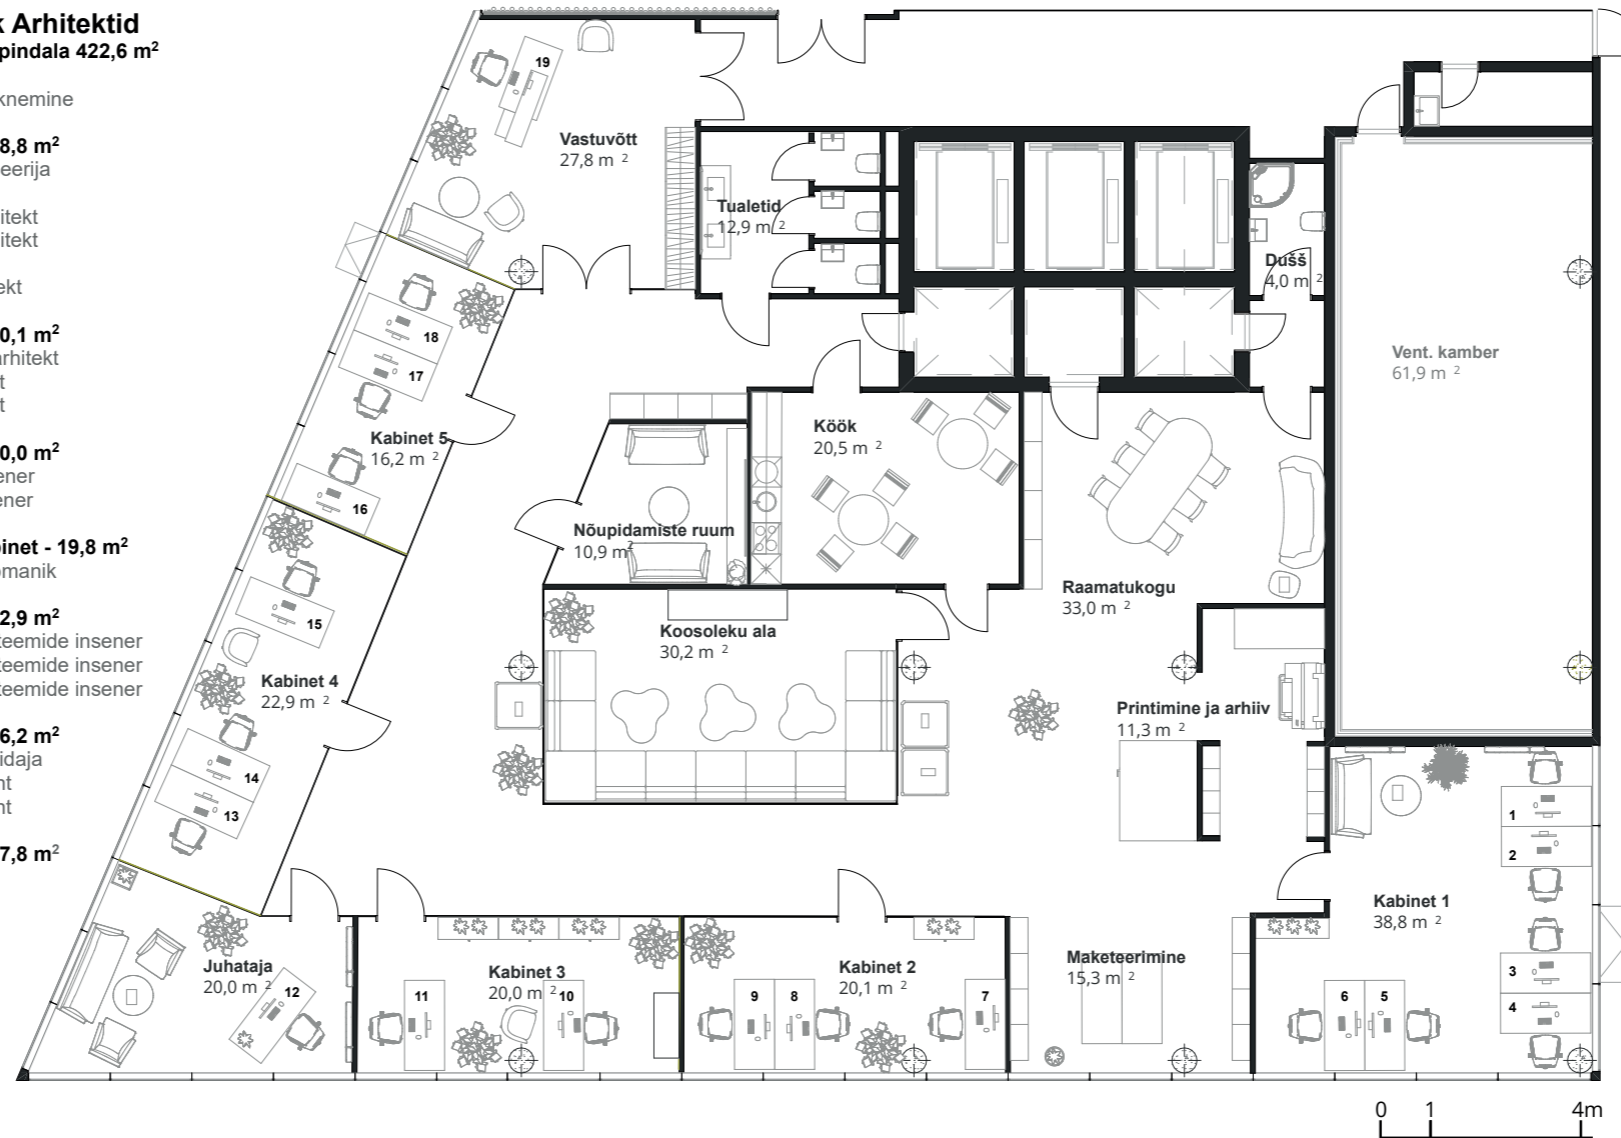 k Arhitektid
pindala 422,6 m²
knemine
8,8 m²
eerija
itekt
itekt
ekt
0,1 m²
arhitekt
t
t
0,0 m²
ener
ener
binet - 19,8 m²
omanik
2,9 m²
teemide insener
teemide insener
teemide insener
6,2 m²
idaja
nt
nt
7,8 m²
19
Vastuvõtt
27,8 m ²
Tualetid
12,9 m ²
Dušš
4,0 m ²
Vent. kamber
61,9 m ²
18
17
Kabinet 5
16,2 m ²
16
Köök
20,5 m ²
Nõupidamiste ruum
10,9 m²
Raamatukogu
33,0 m ²
Koosoleku ala
30,2 m ²
15
Kabinet 4
22,9 m ²
14
13
Printimine ja arhiiv
11,3 m ²
1
2
Kabinet 1
38,8 m ²
3
4
6
5
Juhataja
20,0 m ²
12
Kabinet 3
20,0 m ²
11
10
Kabinet 2
20,1 m ²
9
8
7
Maketeerimine
15,3 m ²
0 1 4m